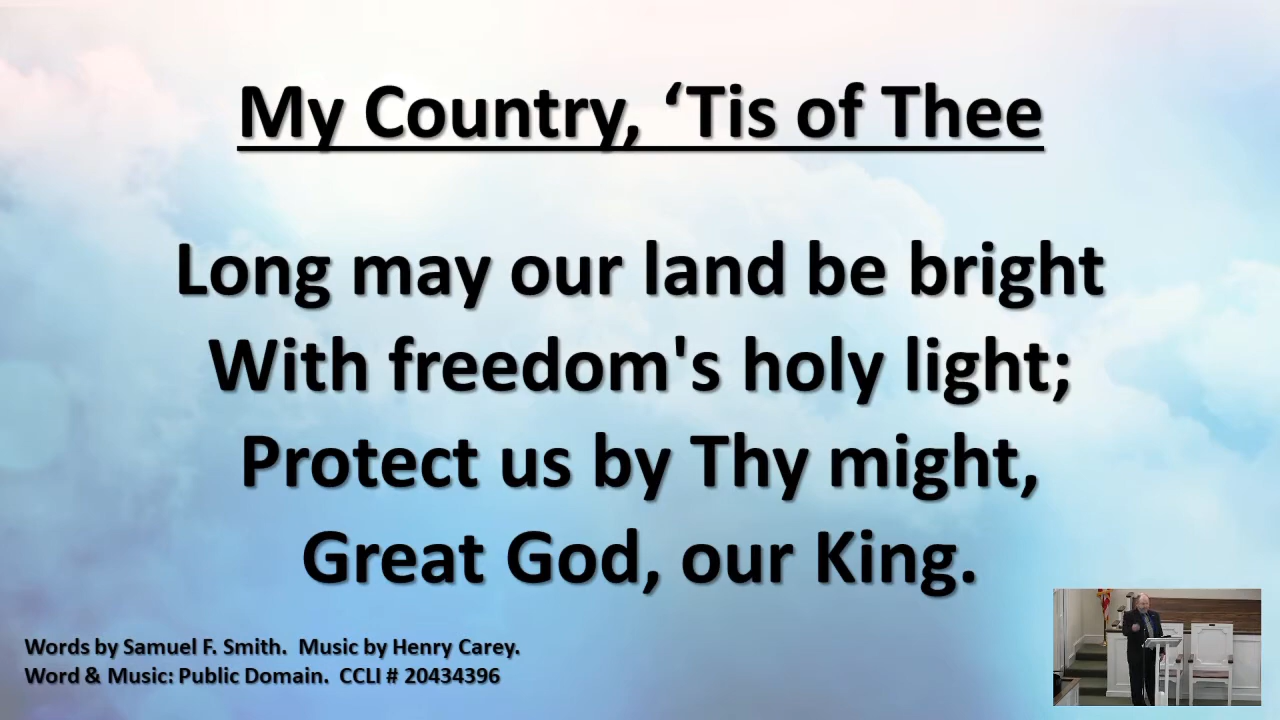 My Country, ‘Tis of Thee
Long may our land be bright
With freedom's holy light;
Protect us by Thy might,
Great God, our King.
Words by Samuel F. Smith.  Music by Henry Carey.
Word & Music: Public Domain.  CCLI # 20434396